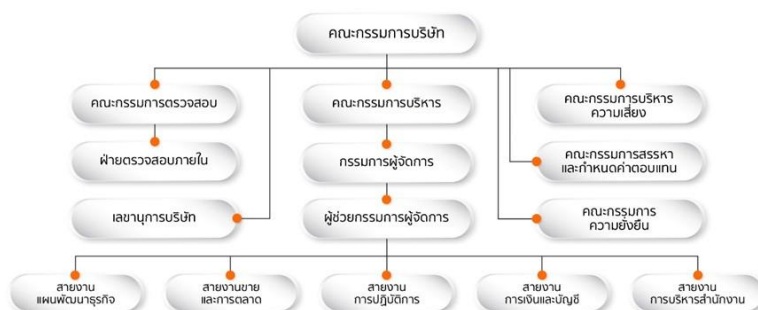 คณะกรรมการบริษัท
คณะกรรมการตรวจสอบ
คณะกรรมการบริหาร
คณะกรรมการบริหาร
ความเสี่ยง
ฝ่ายตรวจสอบภายใน
กรรมการผู้จัดการ
คณะกรรมการสรรหา
และกำหนดค่าตอบแทน
เลขานุการบริษัท
ผู้ช่วยกรรมการผู้จัดการ
คณะกรรมการ
ความยั่งยืน
สายงาน
แผนพัฒนาธุรกิจ
สายงานขาย
และการตลาด
สายงาน
การปฏิบัติการ
สายงาน
การเงินและบัญชี
สายงาน
การบริหารสำนักงาน